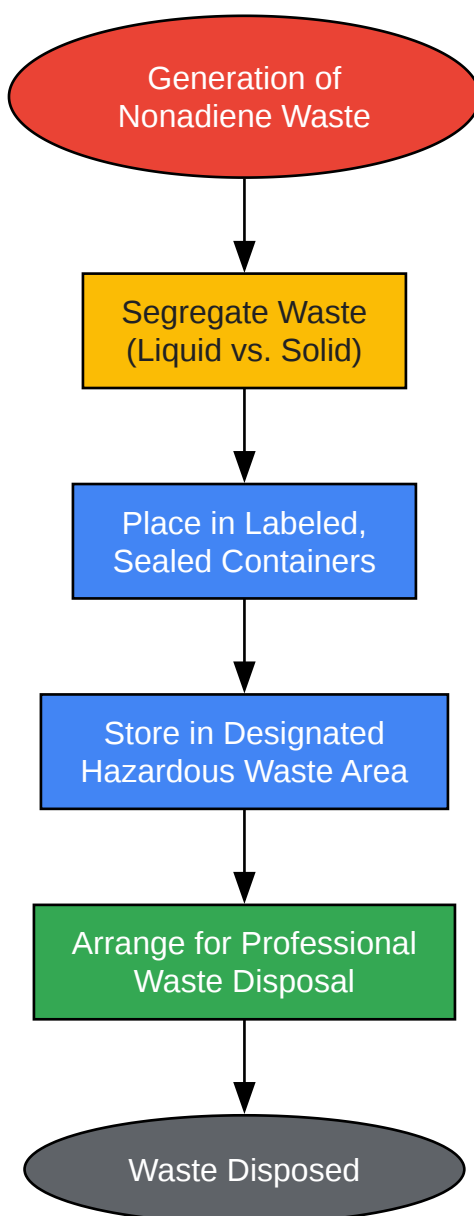 Generation of
Nonadiene Waste
Segregate Waste
(Liquid vs. Solid)
Place in Labeled,
Sealed Containers
Store in Designated
Hazardous Waste Area
Arrange for Professional
Waste Disposal
Waste Disposed